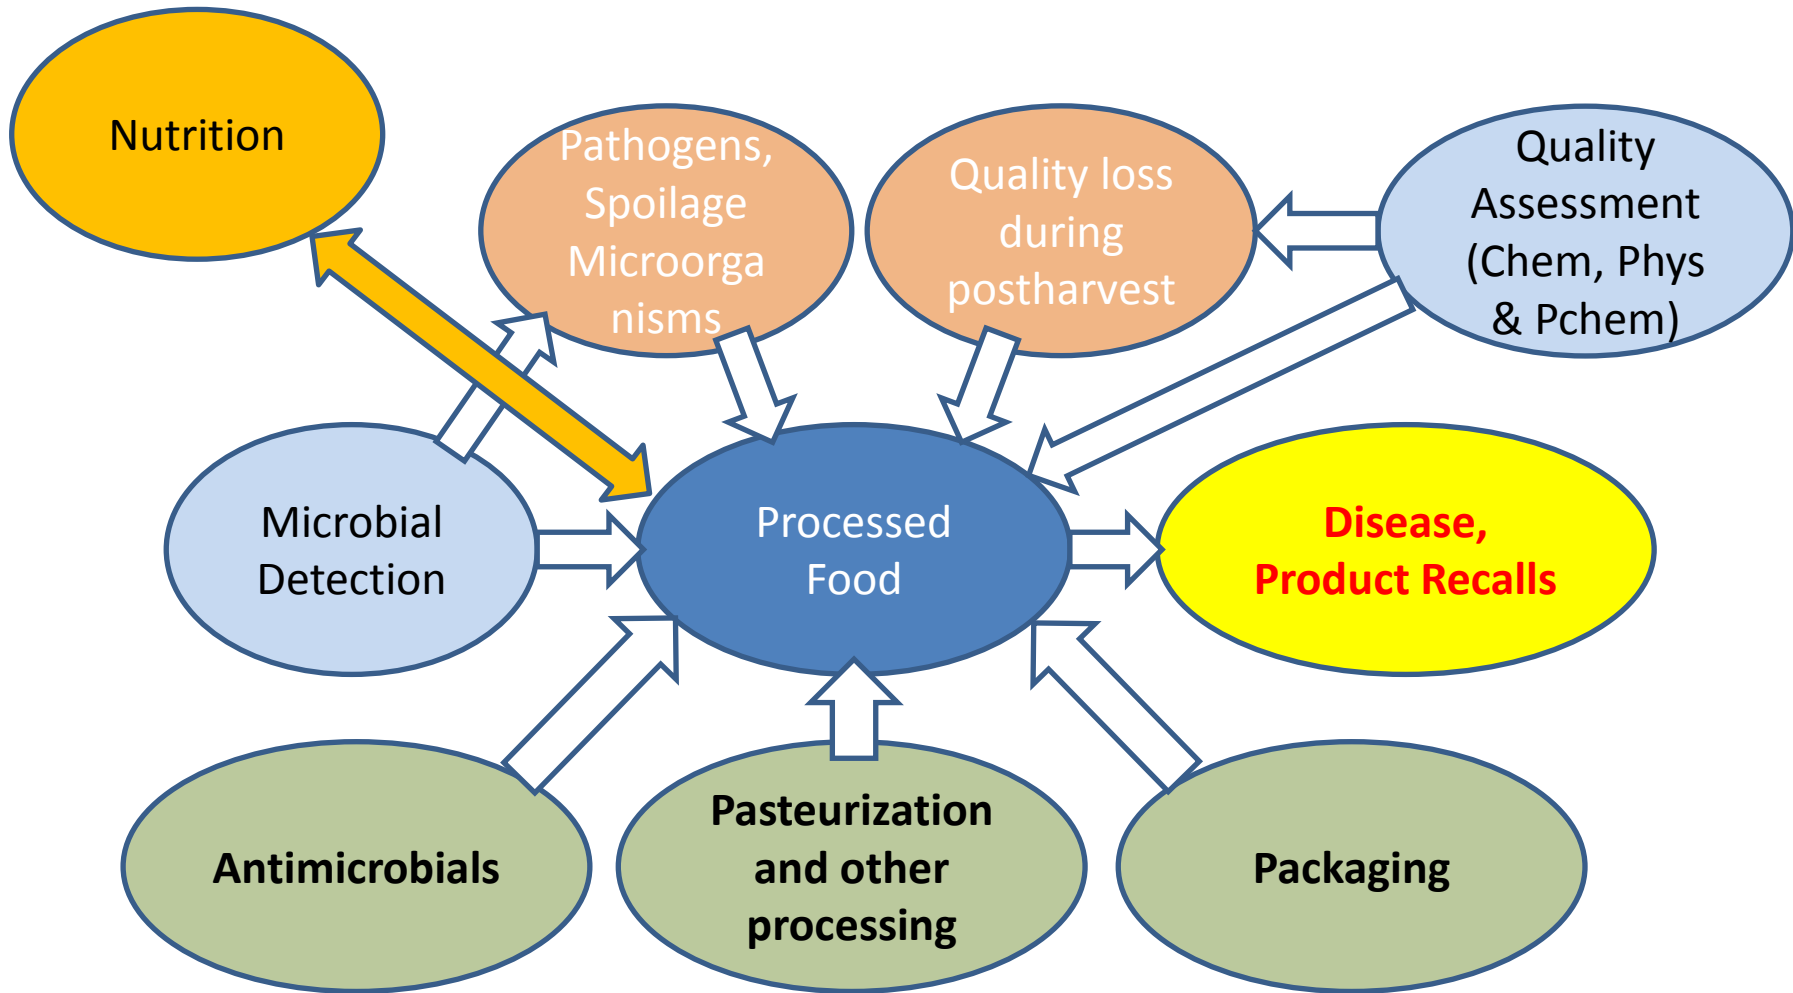 Nutrition
Pathogens,
Spoilage
Microorga
nisms
Quality loss
during
postharvest
Quality
Assessment
(Chem, Phys
& Pchem)
Microbial
Detection
Processed
Food
Disease,
Product Recalls
Antimicrobials
Pasteurization
and other
processing
Packaging